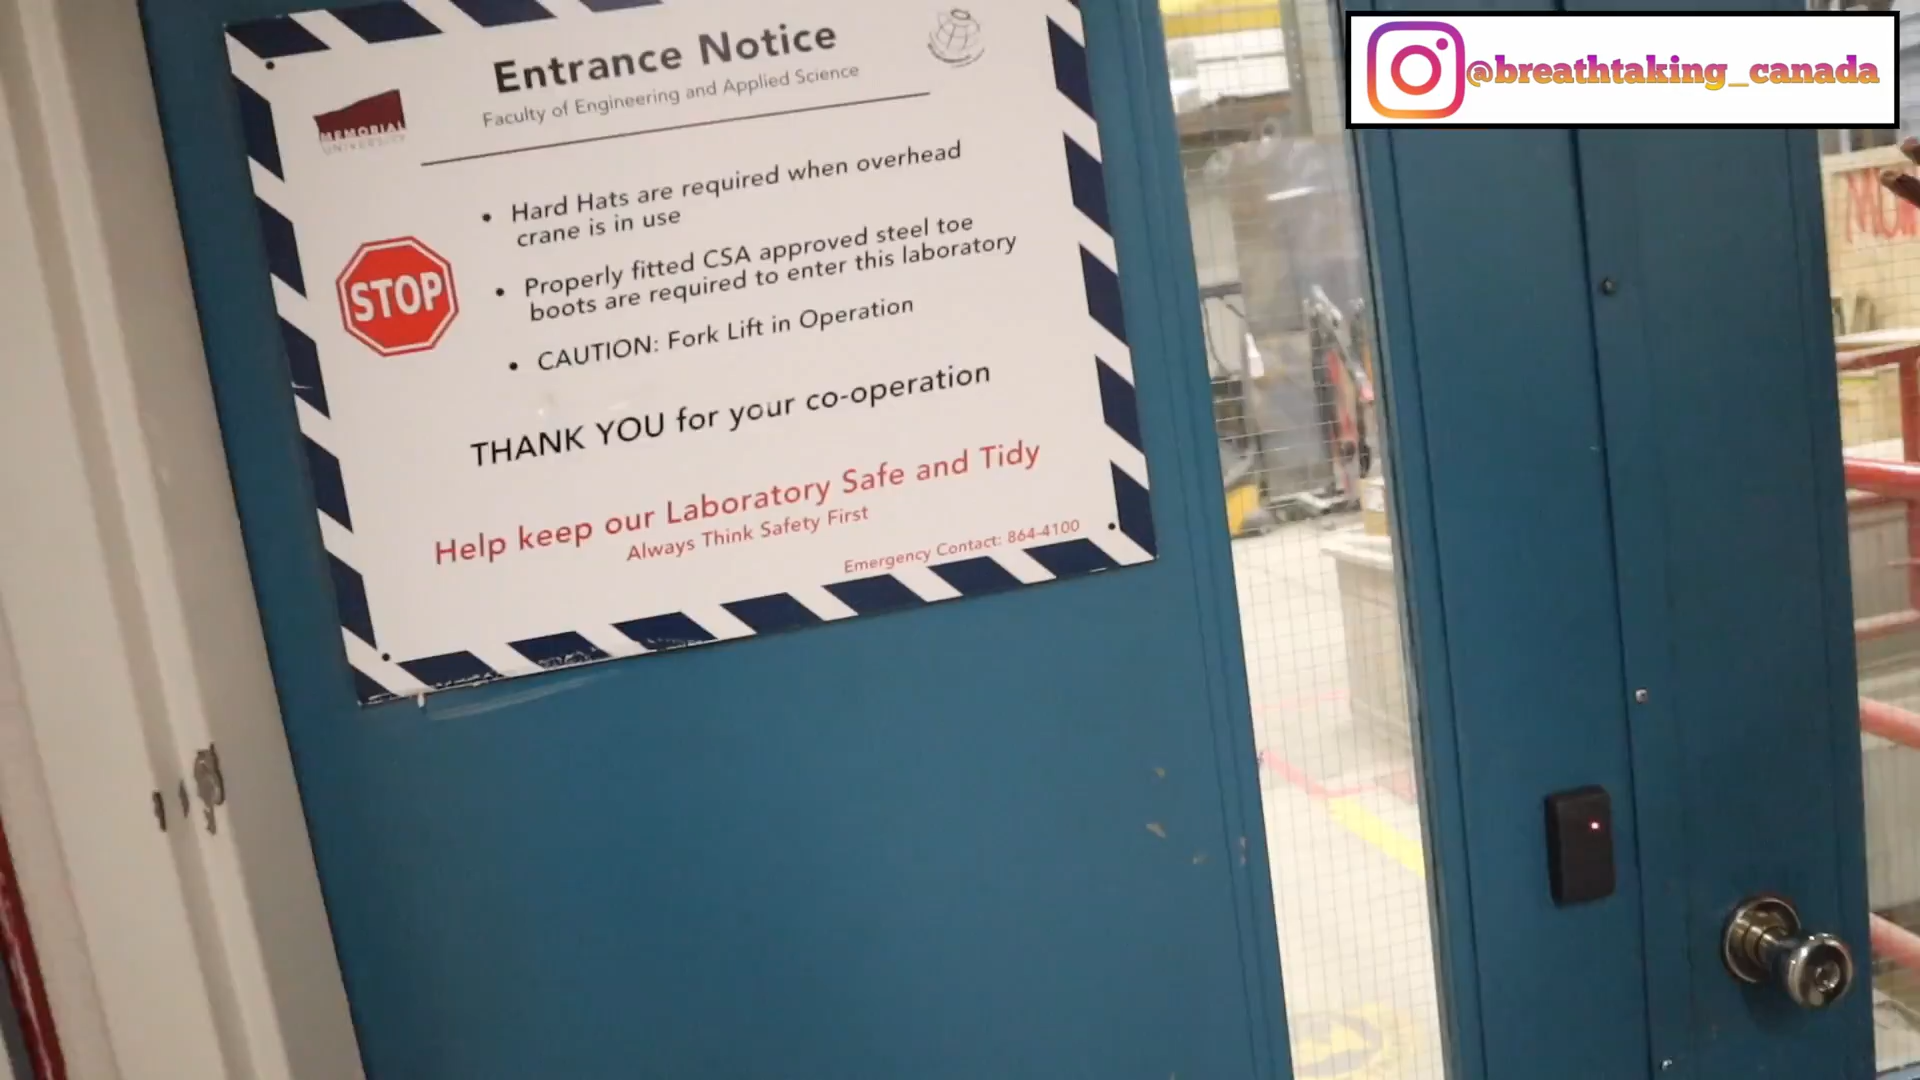 @breathtaking_canada
Entrance Notice
Faculty of Engineering and Applied Science
MEMORIAL
UNIVERSITY
• Hard Hats are required when overhead
crane is in use
• Properly fitted CSA approved steel toe
boots are required to enter this laboratory
• CAUTION: Fork Lift in Operation
STOP
THANK YOU for your co-operation
Help keep our Laboratory Safe and Tidy
Always Think Safety First
Emergency Contact: 864-4100